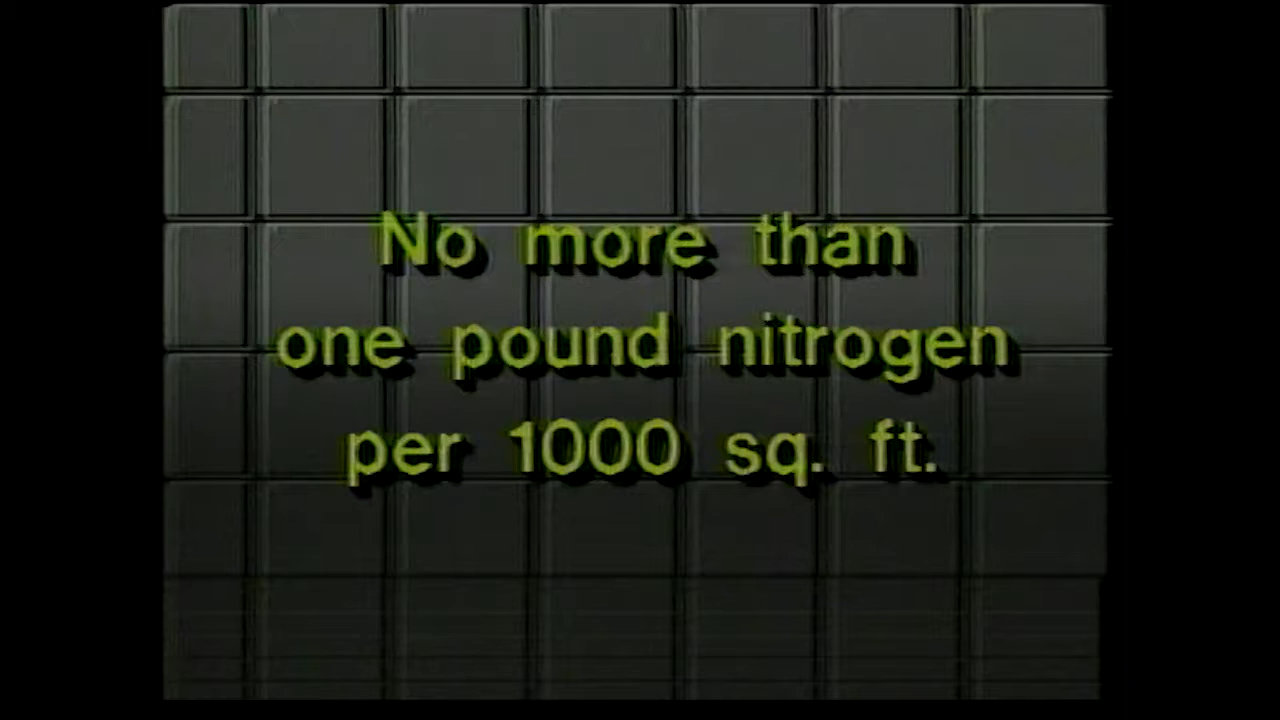 No more than
one pound nitrogen
per 1000 sq. ft.